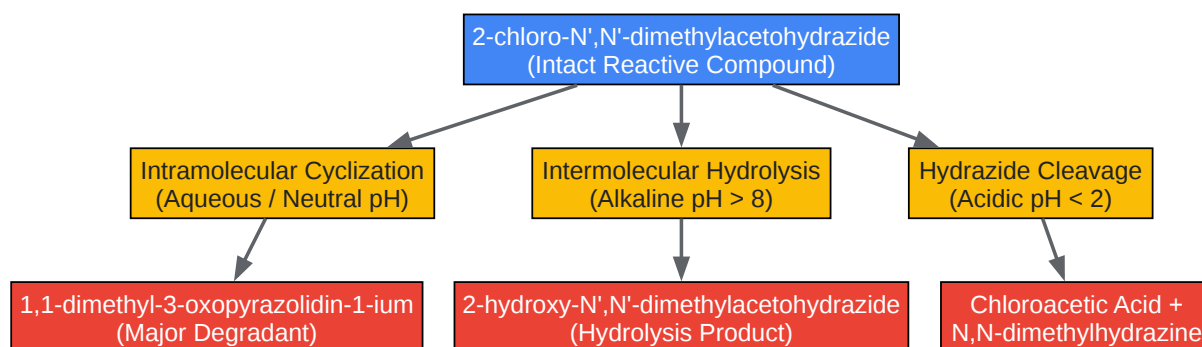 2-chloro-N',N'-dimethylacetohydrazide
(Intact Reactive Compound)
Intramolecular Cyclization
(Aqueous / Neutral pH)
Intermolecular Hydrolysis
(Alkaline pH > 8)
Hydrazide Cleavage
(Acidic pH < 2)
1,1-dimethyl-3-oxopyrazolidin-1-ium
(Major Degradant)
2-hydroxy-N',N'-dimethylacetohydrazide
(Hydrolysis Product)
Chloroacetic Acid +
N,N-dimethylhydrazine